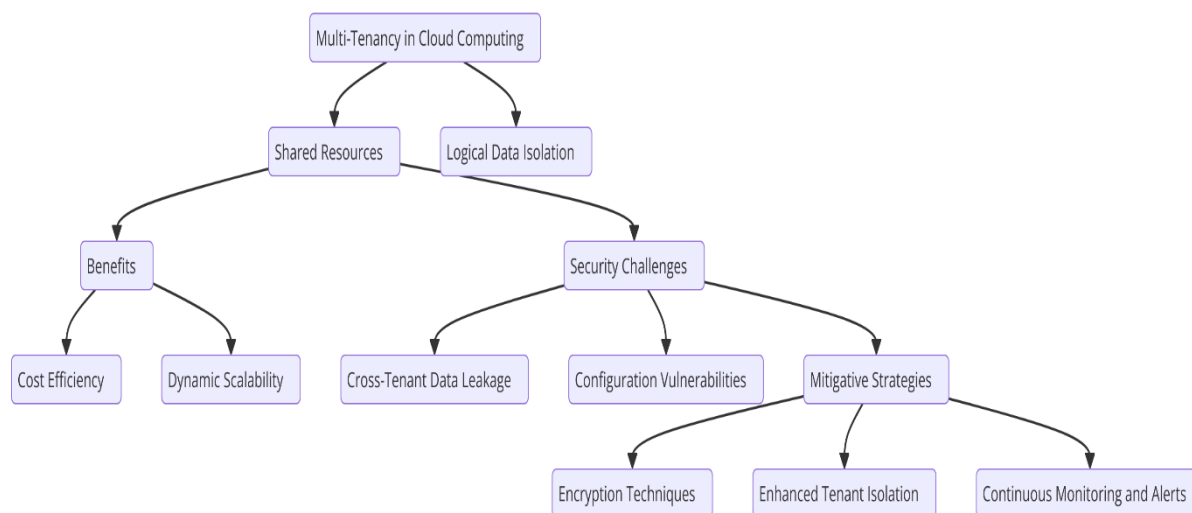 Multi-Tenancy in Cloud Computing
Shared Resources
Logical Data Isolation
Benefits
Security Challenges
Cost Efficiency
Dynamic Scalability
Cross-Tenant Data Leakage
Configuration Vulnerabilities
Mitigative Strategies
Encryption Techniques
Enhanced Tenant Isolation
Continuous Monitoring and Alerts